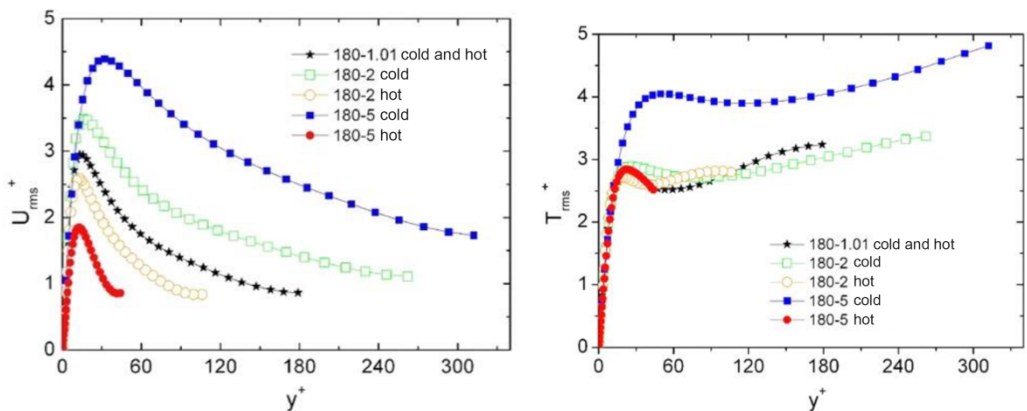 5
4
3
2
1
0
U+rms
0 60 120 180 240 300
y+
180-1.01 cold and hot
180-2 cold
180-2 hot
180-5 cold
180-5 hot
5
4
3
2
1
0
T+rms
0 60 120 180 240 300
y+
180-1.01 cold and hot
180-2 cold
180-2 hot
180-5 cold
180-5 hot